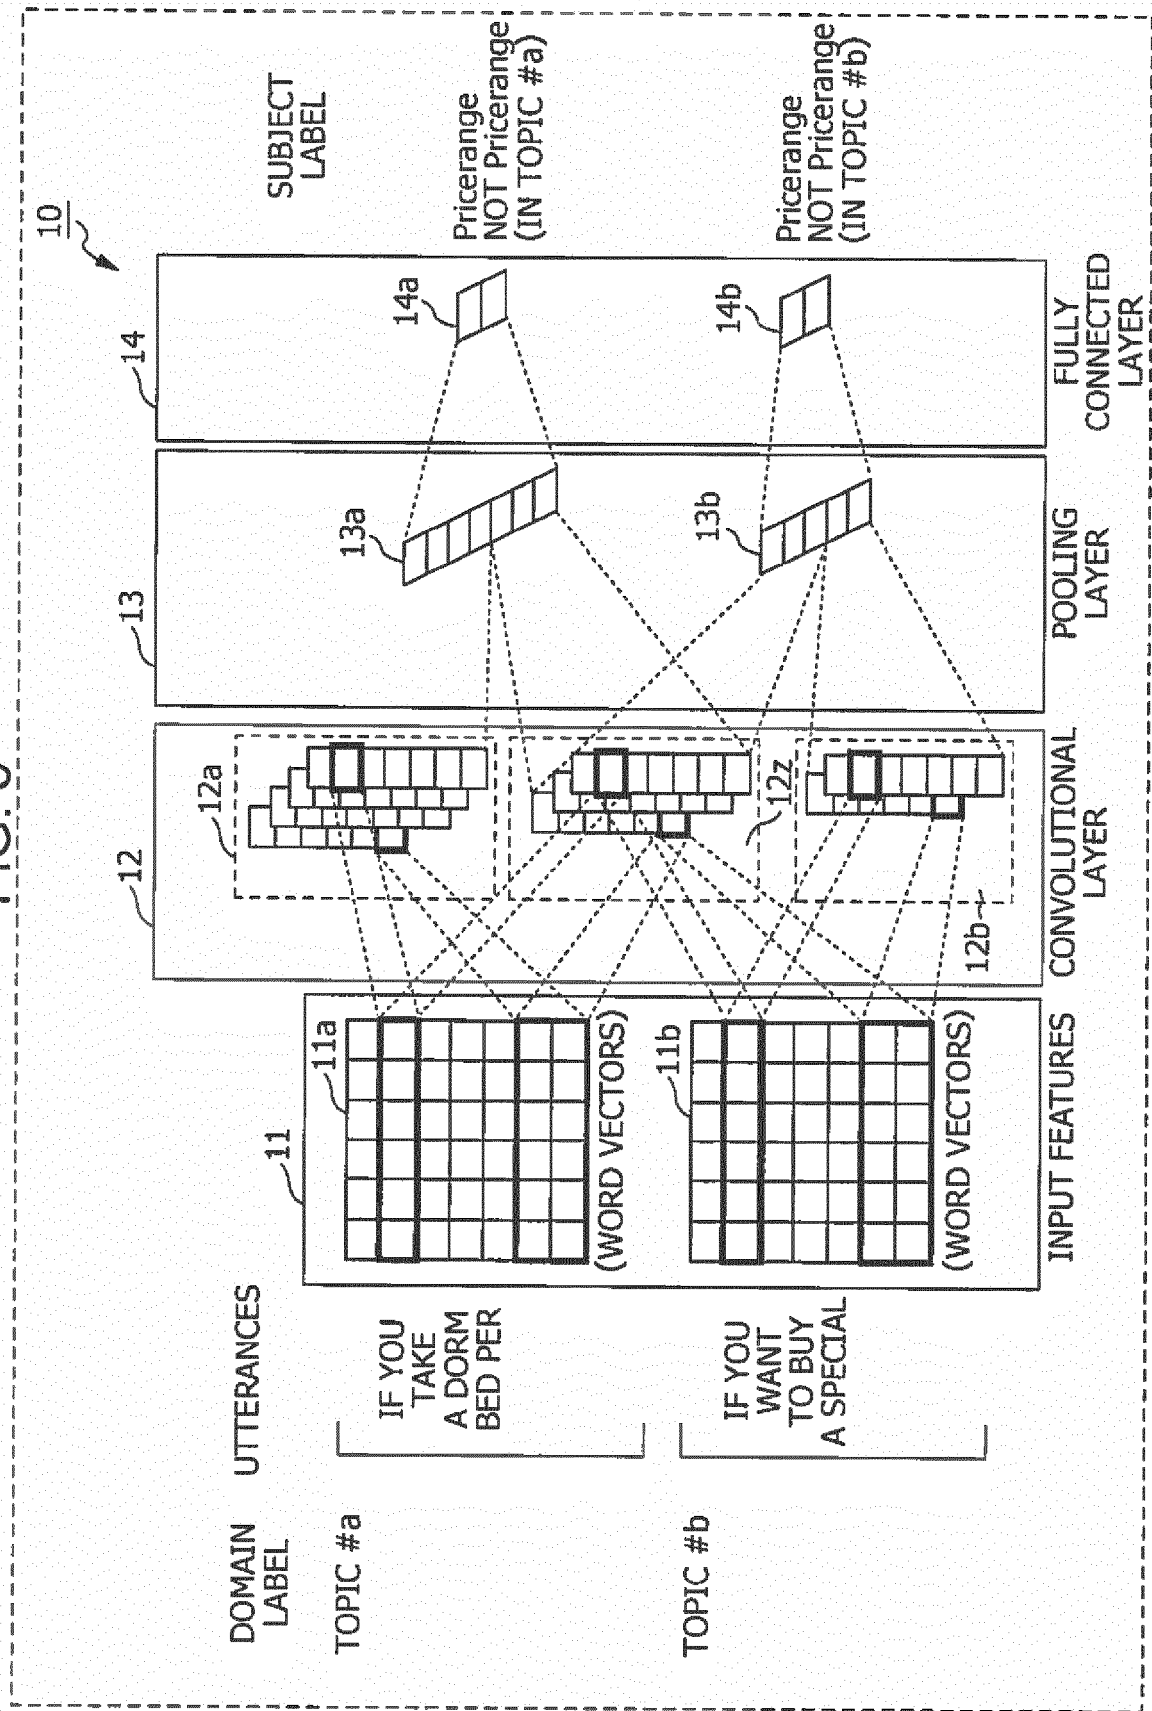 10
DOMAIN
LABEL
UTTERANCES
SUBJECT
LABEL
11
12
13
14
TOPIC #a
IF YOU
TAKE
A DORM
BED PER
11a
(WORD VECTORS)
12a
13a
14a
Pricerange
NOT Pricerange
(IN TOPIC #a)
12z
TOPIC #b
IF YOU
WANT
TO BUY
A SPECIAL
11b
(WORD VECTORS)
12b
13b
14b
Pricerange
NOT Pricerange
(IN TOPIC #b)
INPUT FEATURES
CONVOLUTIONAL
LAYER
POOLING
LAYER
FULLY
CONNECTED
LAYER